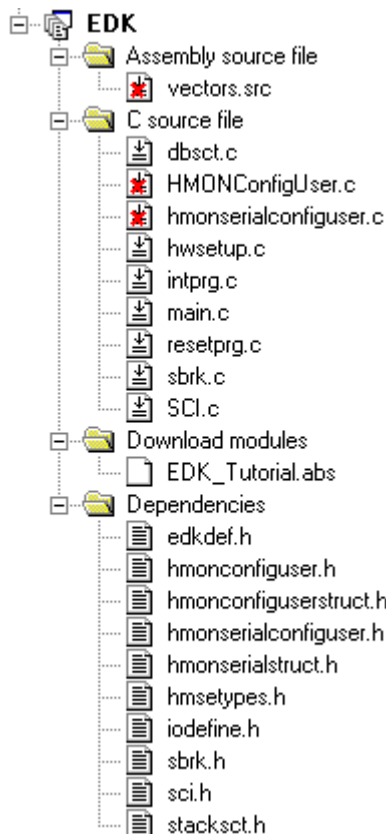 EDK
Assembly source file
vectors.src
C source file
dbsct.c
HMONConfigUser.c
hmonserialconfiguser.c
hwsetup.c
intprg.c
main.c
resetprg.c
sbrk.c
SCI.c
Download modules
EDK_Tutorial.abs
Dependencies
edkdef.h
hmonconfiguser.h
hmonconfiguserstruct.h
hmonserialconfiguser.h
hmonserialstruct.h
hmsetypes.h
iodefine.h
sbrk.h
sci.h
stacksct.h